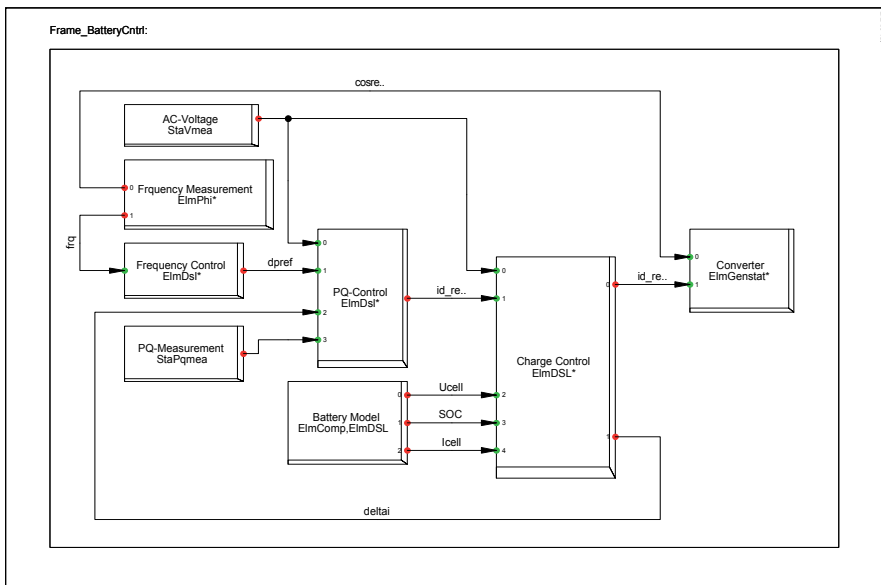 Frame_BatteryCntrl:
cosre..
AC-Voltage
StaVmea
Frquency Measurement
ElmPhi*
0
1
frq
Frequency Control
ElmDsl*
dpref
PQ-Control
ElmDsl*
0
1
2
3
id_re..
PQ-Measurement
StaPqmea
Battery Model
ElmComp,ElmDSL
0
1
2
Ucell
SOC
Icell
Charge Control
ElmDSL*
0
1
2
3
4
0
1
id_re..
Converter
ElmGenstat*
0
1
deltai